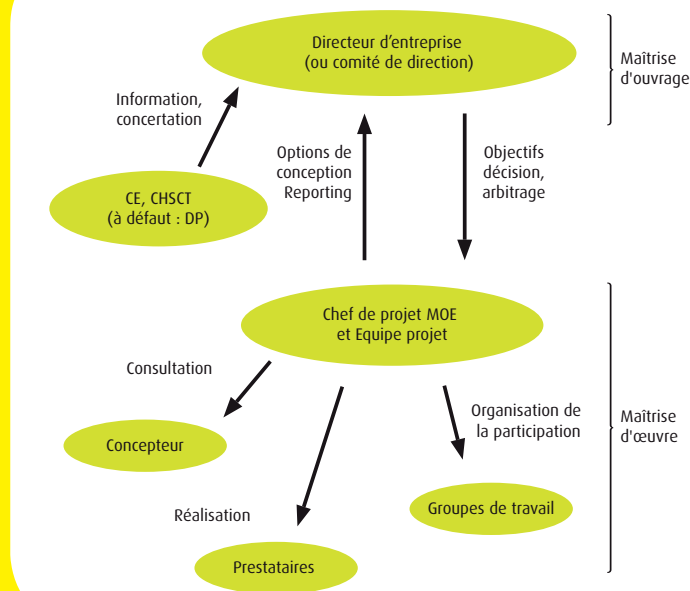 Directeur d'entreprise
(ou comité de direction)
Maîtrise
d'ouvrage
Information,
concertation
Options de
conception
Reporting
Objectifs
décision,
arbitrage
CE, CHSCT
(à défaut : DP)
Chef de projet MOE
et Equipe projet
Consultation
Organisation de
la participation
Maîtrise
d'œuvre
Concepteur
Réalisation
Groupes de travail
Prestataires